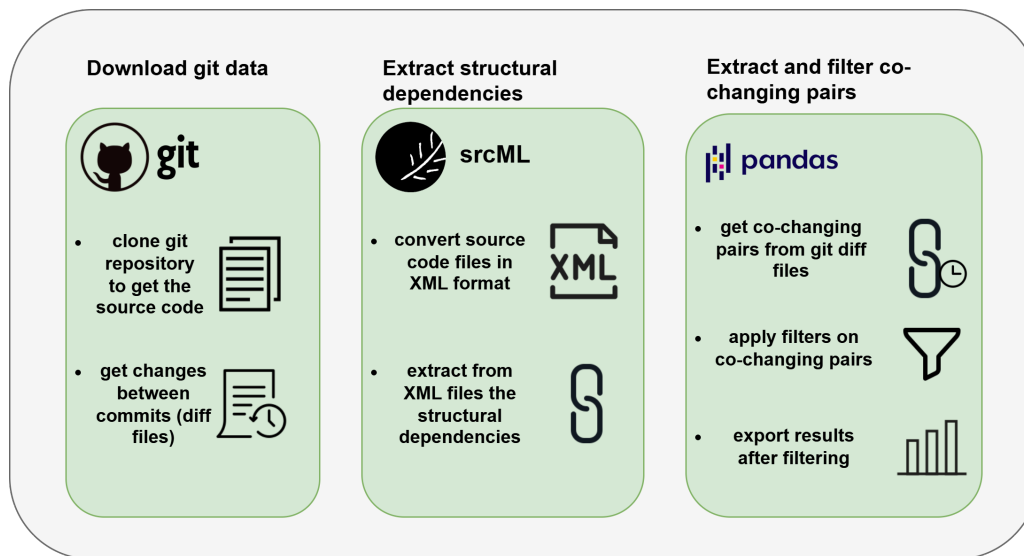 Download git data
git
• clone git
repository
to get the
source code
• get changes
between
commits (diff
files)
Extract structural
dependencies
srcML
• convert source
code files in
XML format
XML
• extract from
XML files the
structural
dependencies
Extract and filter co-
changing pairs
pandas
• get co-changing
pairs from git diff
files
• apply filters on
co-changing pairs
• export results
after filtering